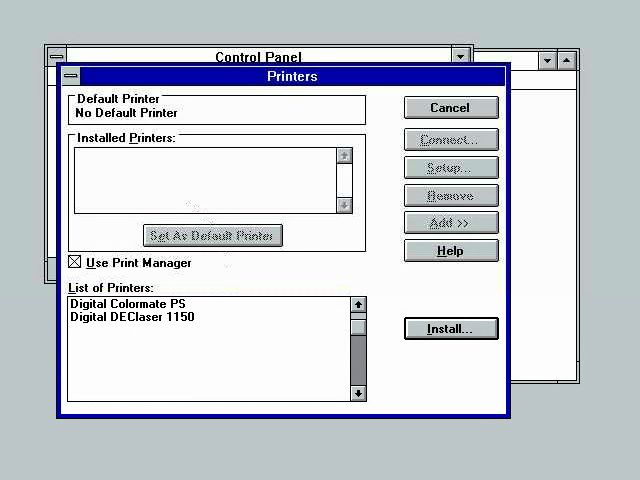 Control Panel
Printers
Default Printer
No Default Printer
Cancel
Installed Printers:
Connect...
Setup...
Remove
Add >>
Set As Default Printer
Help
Use Print Manager
List of Printers:
Digital Colormate PS
Digital DEClaser 1150
Install...